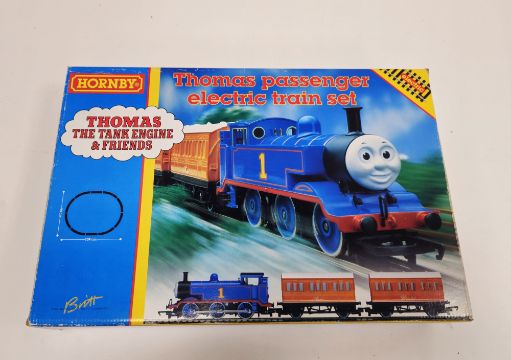 HORNBY
Thomas passenger
electric train set
THOMAS
THE TANK ENGINE
& FRIENDS
1
Britt
1